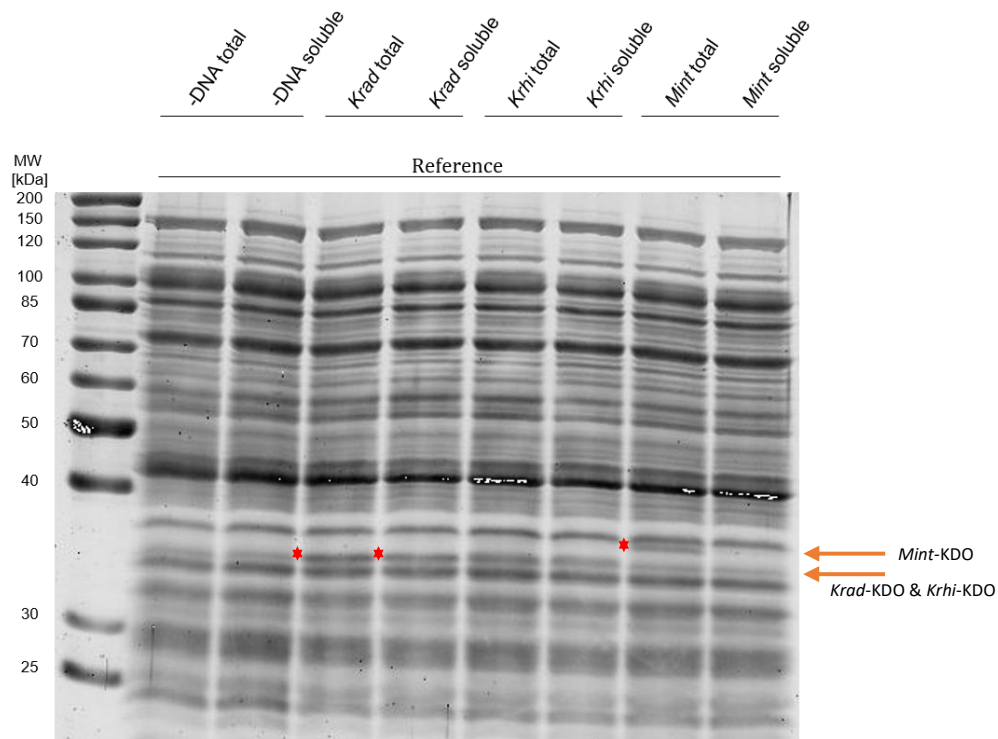 -DNA total
-DNA soluble
Krad total
Krad soluble
Krhi total
Krhi soluble
Mint total
Mint soluble
Reference
MW
[kDa]
200
150
120
100
85
70
60
50
40
30
25
Mint-KDO
Krad-KDO & Krhi-KDO